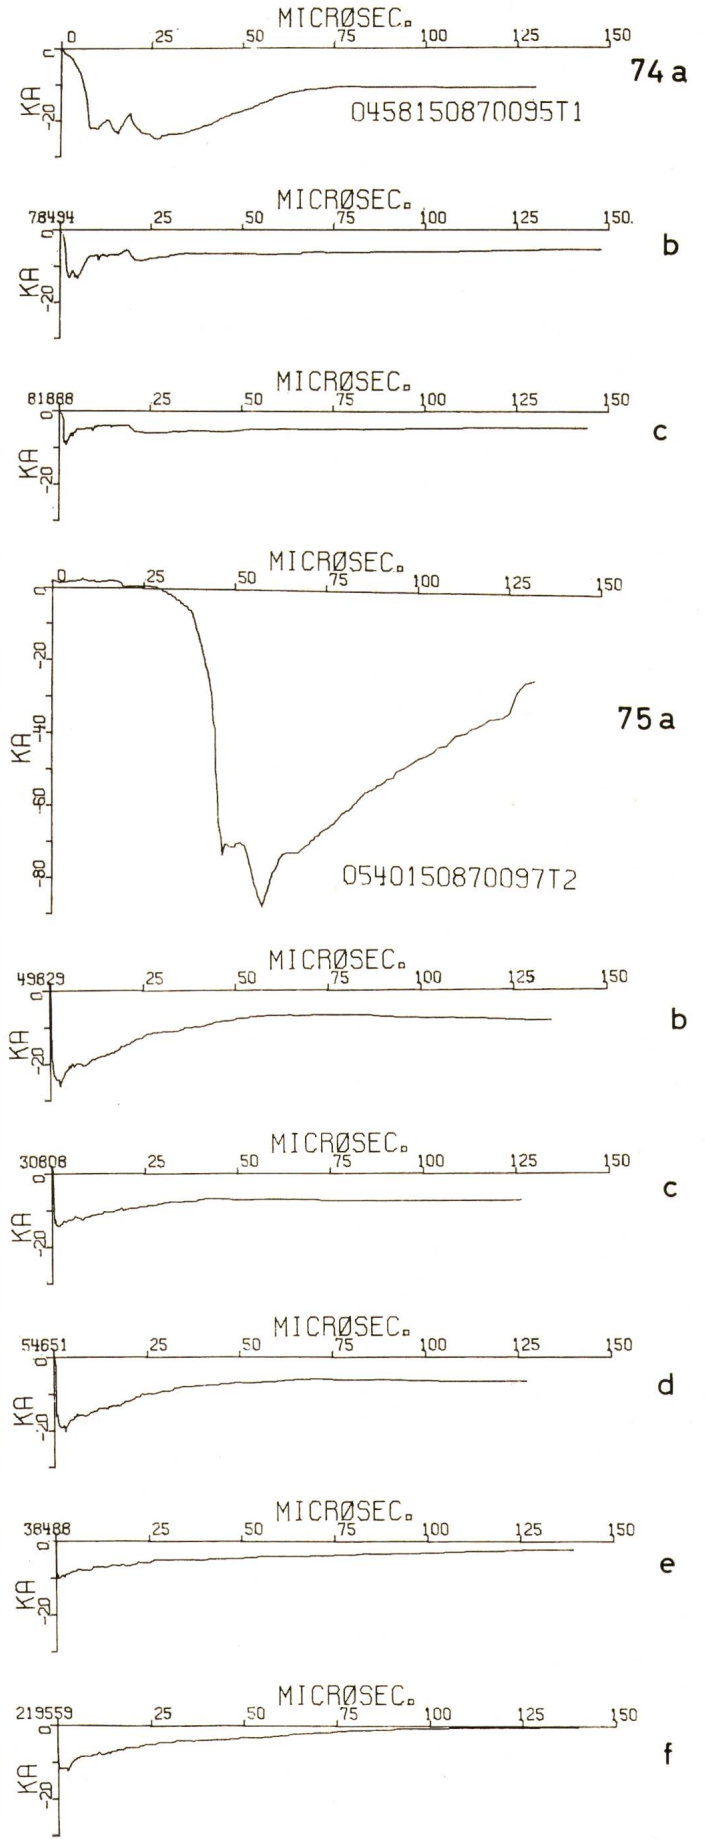 MICRØSEC.
0 25 50 75 100 125 150
74 a
0
KA
-20
0458150870095T1
MICRØSEC.
78494 25 50 75 100 125 150.
0
b
KA
-20
MICRØSEC.
81888 25 50 75 100 125 150
0
c
KA
-20
MICRØSEC.
0 25 50 75 100 125 150
0
-20
75 a
-40
KA
-60
-80
0540150870097T2
MICRØSEC.
49829 25 50 75 100 125 150
0
b
KA
-20
MICRØSEC.
30808 25 50 75 100 125 150
0
c
KA
-20
MICRØSEC.
54651 25 50 75 100 125 150
0
d
KA
-20
MICRØSEC.
38488 25 50 75 100 125 150
0
e
KA
-20
MICRØSEC.
219559 25 50 75 100 125 150
0
f
KA
-20